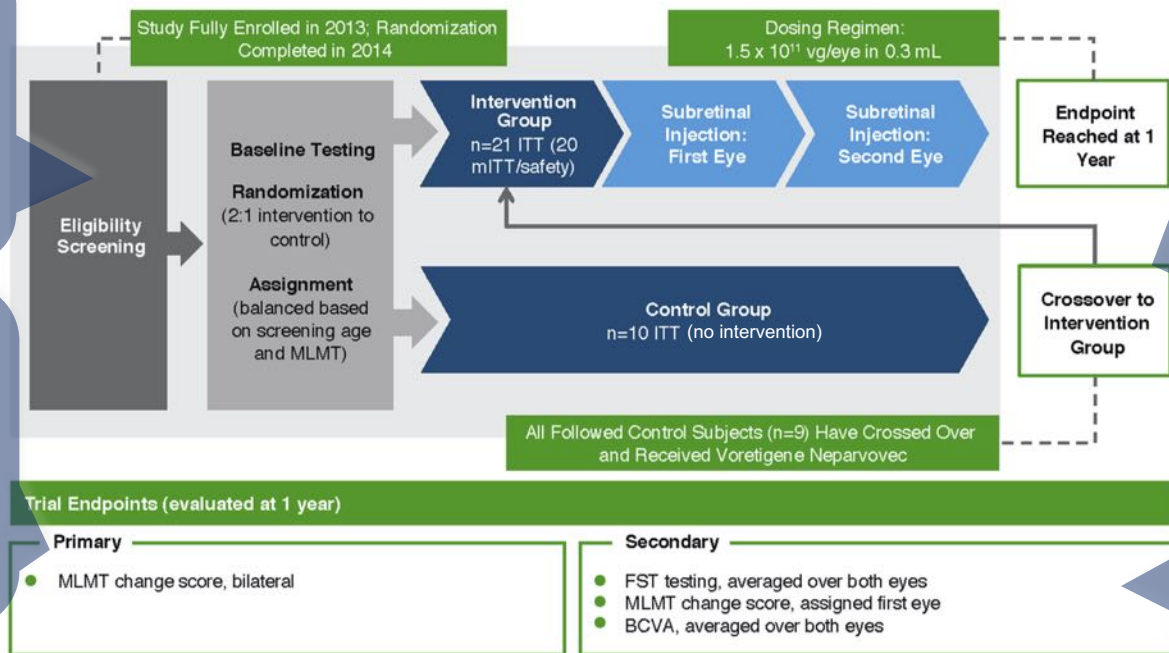 Study Fully Enrolled in 2013; Randomization
Completed in 2014
Dosing Regimen:
1.5 x 10¹¹ vg/eye in 0.3 mL
Eligibility
Screening
Baseline Testing
Randomization
(2:1 intervention to
control)
Assignment
(balanced based
on screening age
and MLMT)
Intervention
Group
n=21 ITT (20
mITT/safety)
Subretinal
Injection:
First Eye
Subretinal
Injection:
Second Eye
Endpoint
Reached at 1
Year
Control Group
n=10 ITT (no intervention)
Crossover to
Intervention
Group
All Followed Control Subjects (n=9) Have Crossed Over
and Received Voretigene Neparvovec
Trial Endpoints (evaluated at 1 year)
Primary
● MLMT change score, bilateral
Secondary
● FST testing, averaged over both eyes
● MLMT change score, assigned first eye
● BCVA, averaged over both eyes